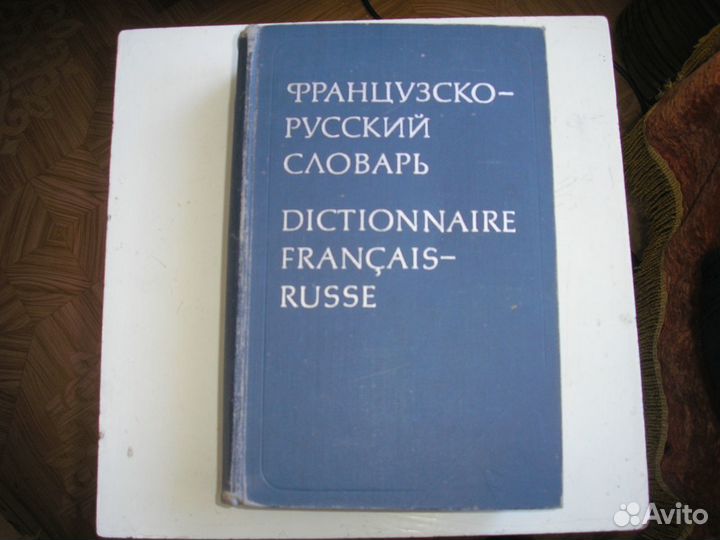 ФРАНЦУЗСКО-
РУССКИЙ
СЛОВАРЬ
DICTIONNAIRE
FRANÇAIS-
RUSSE
Avito